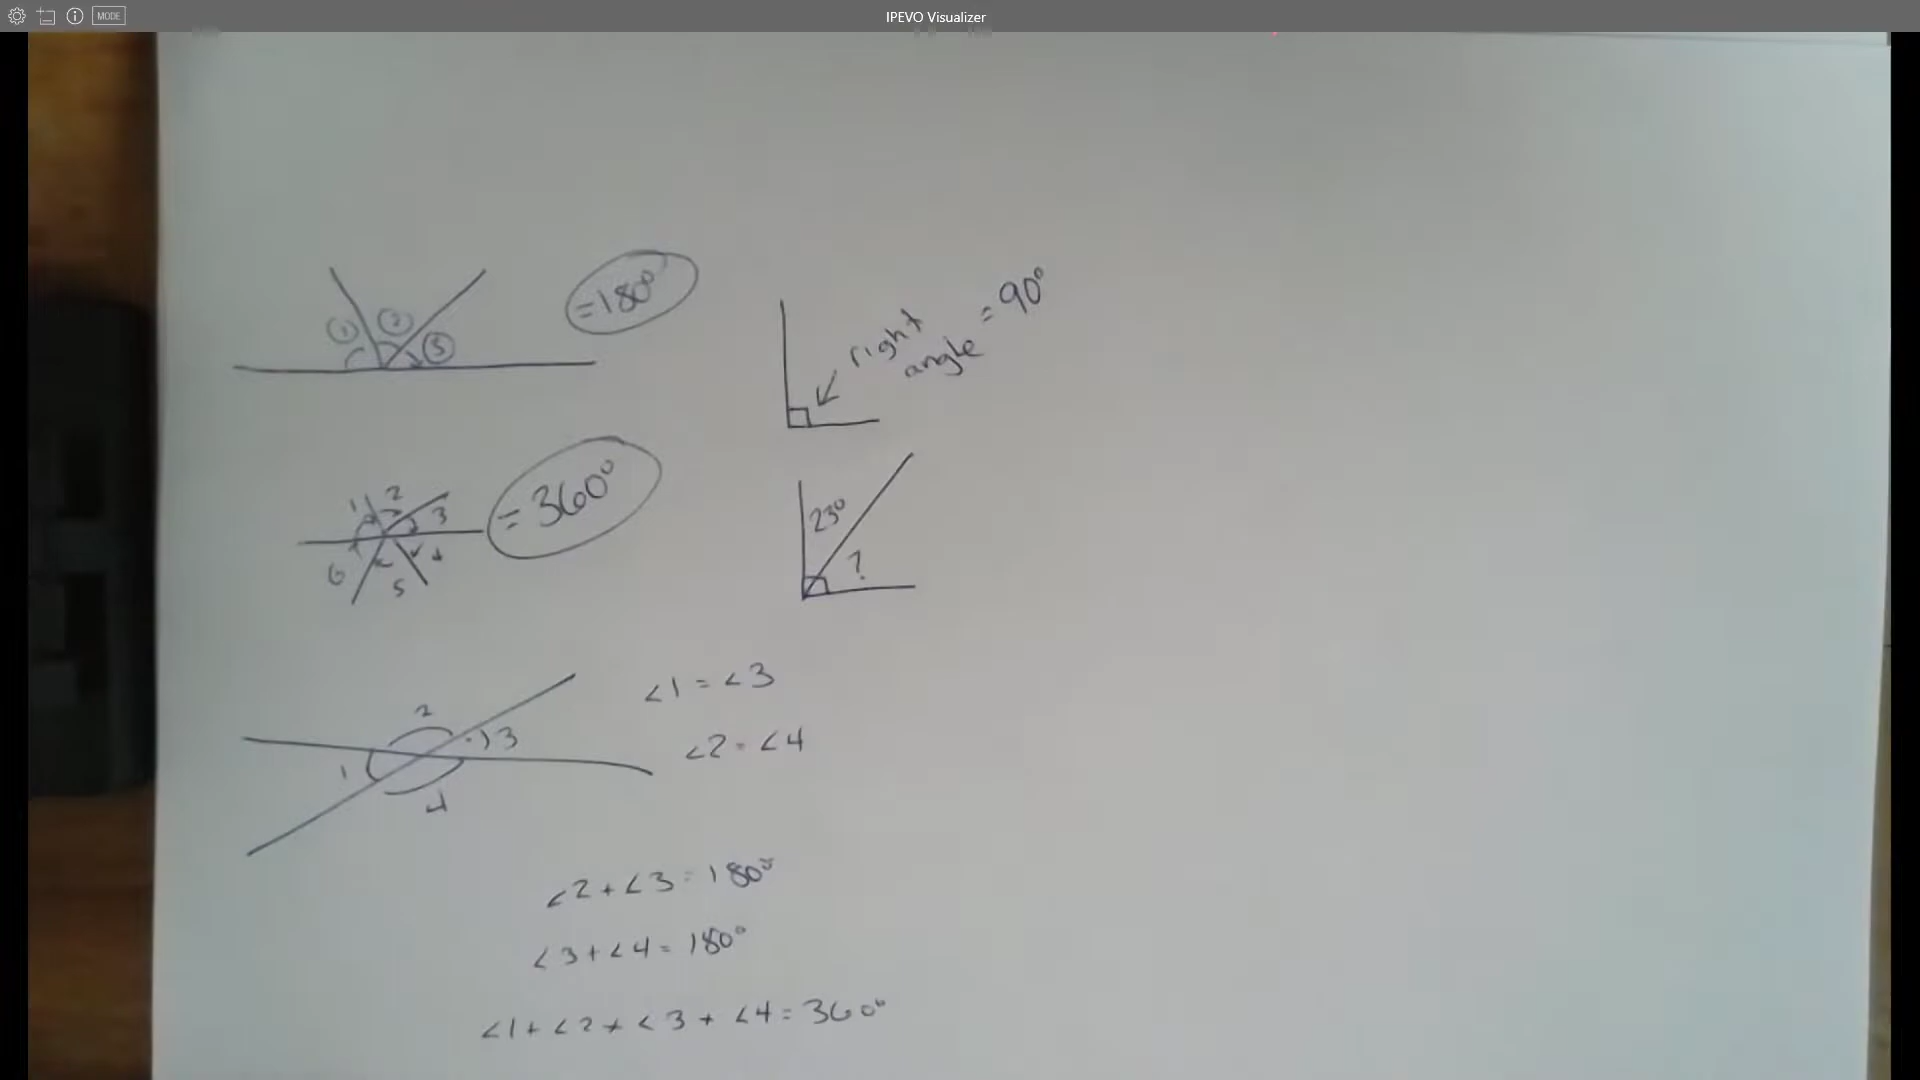 MODE
IPEVO Visualizer
1 2 3
=180°
right
angle = 90°
1 2 3 4 5 6
=360°
23°
?
2
1 3
4
<1 = <3
<2 = <4
<2 + <3 = 180°
<3 + <4 = 180°
<1 + <2 + <3 + <4 = 360°